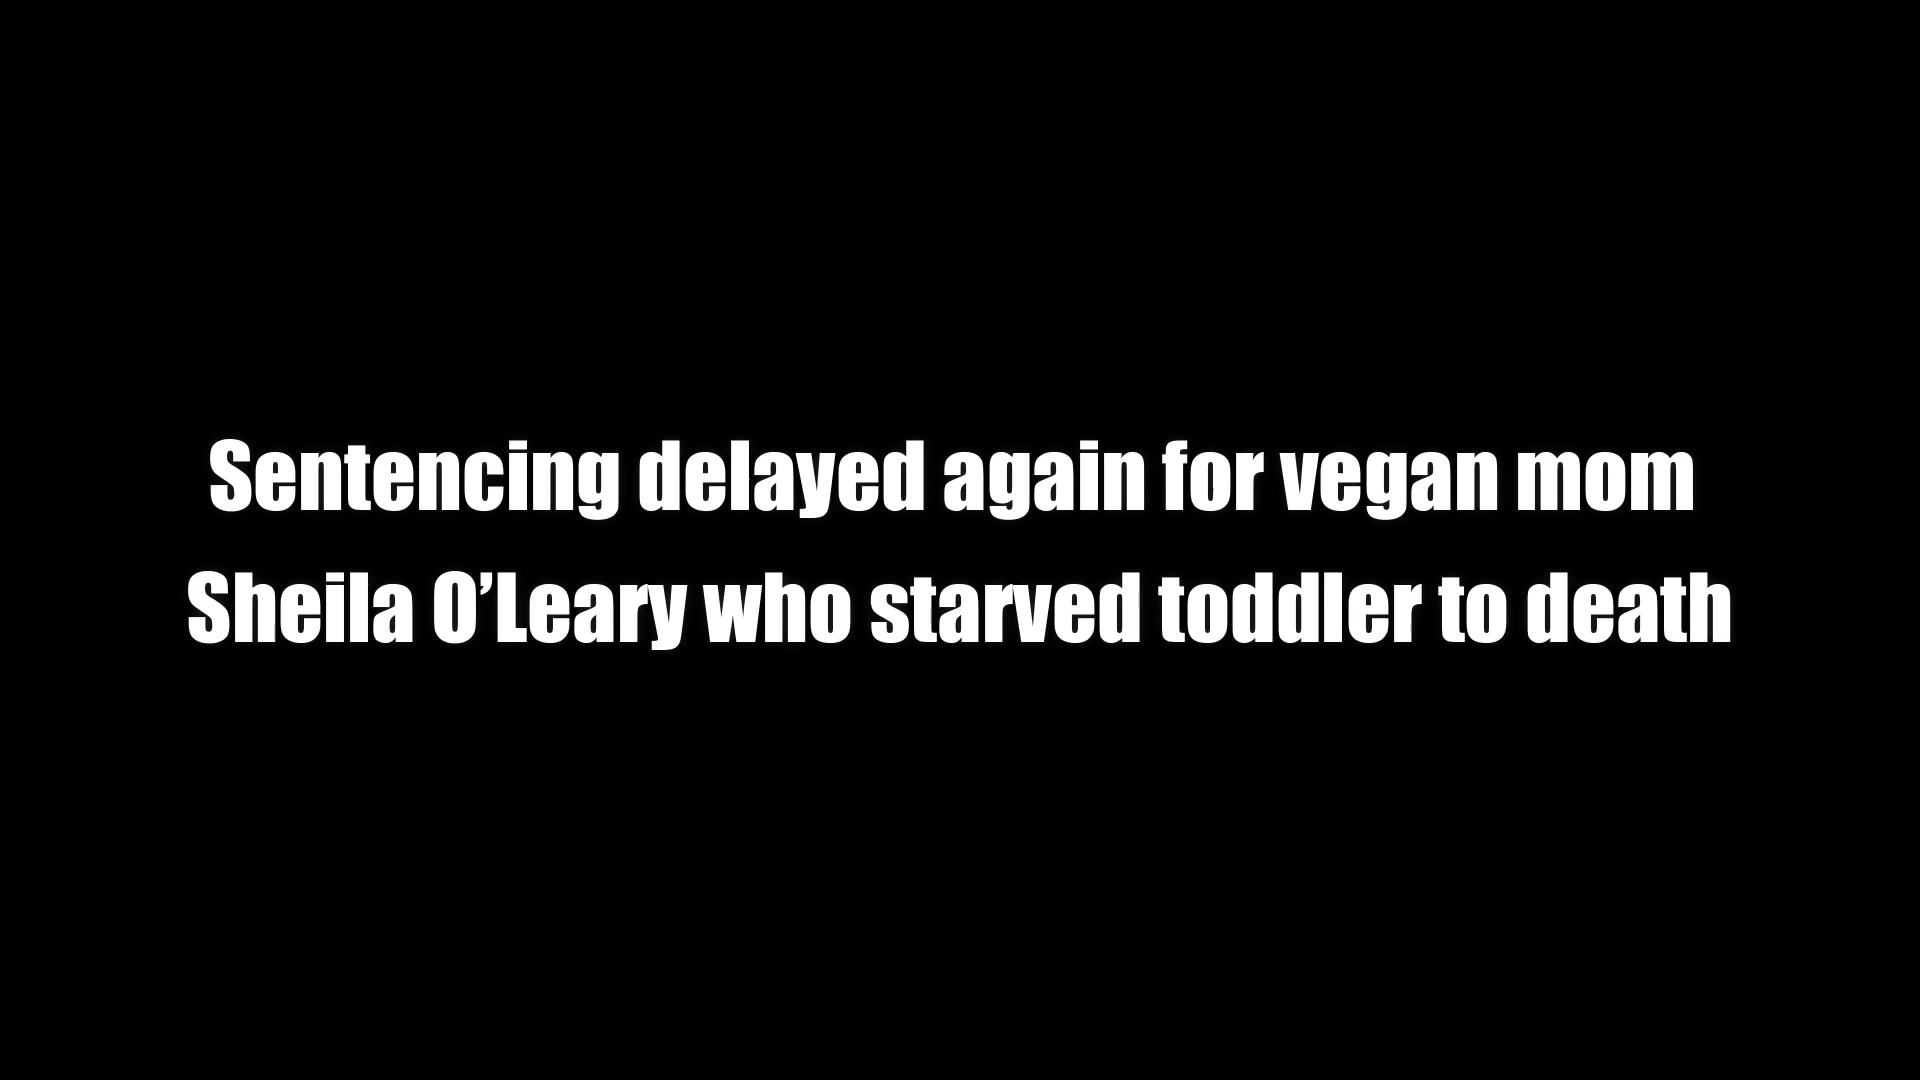 Sentencing delayed again for vegan mom
Sheila O’Leary who starved toddler to death